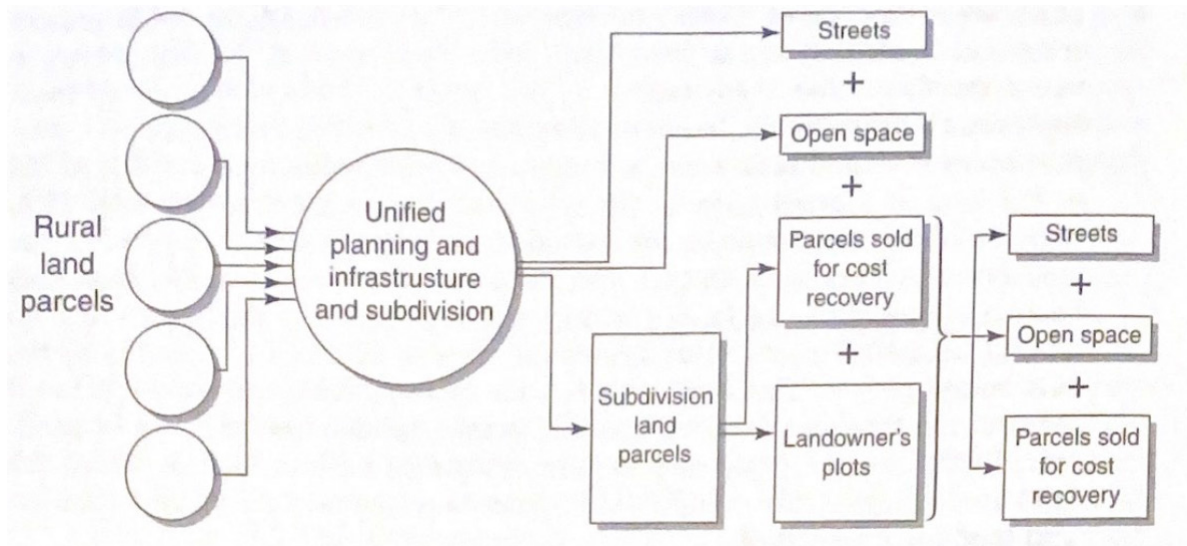 Rural
land
parcels
Unified
planning and
infrastructure
and subdivision
Subdivision
land
parcels
Streets
+
Open space
+
Parcels sold
for cost
recovery
+
Landowner's
plots
Streets
+
Open space
+
Parcels sold
for cost
recovery